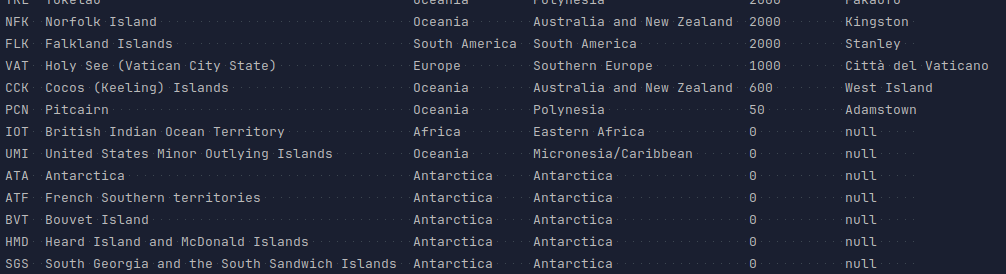 TKL Tokelau Oceania Polynesia 2000 Fakaofo
NFK Norfolk Island Oceania Australia and New Zealand 2000 Kingston
FLK Falkland Islands South America South America 2000 Stanley
VAT Holy See (Vatican City State) Europe Southern Europe 1000 Città del Vaticano
CCK Cocos (Keeling) Islands Oceania Australia and New Zealand 600 West Island
PCN Pitcairn Oceania Polynesia 50 Adamstown
IOT British Indian Ocean Territory Africa Eastern Africa 0 null
UMI United States Minor Outlying Islands Oceania Micronesia/Caribbean 0 null
ATA Antarctica Antarctica Antarctica 0 null
ATF French Southern territories Antarctica Antarctica 0 null
BVT Bouvet Island Antarctica Antarctica 0 null
HMD Heard Island and McDonald Islands Antarctica Antarctica 0 null
SGS South Georgia and the South Sandwich Islands Antarctica Antarctica 0 null